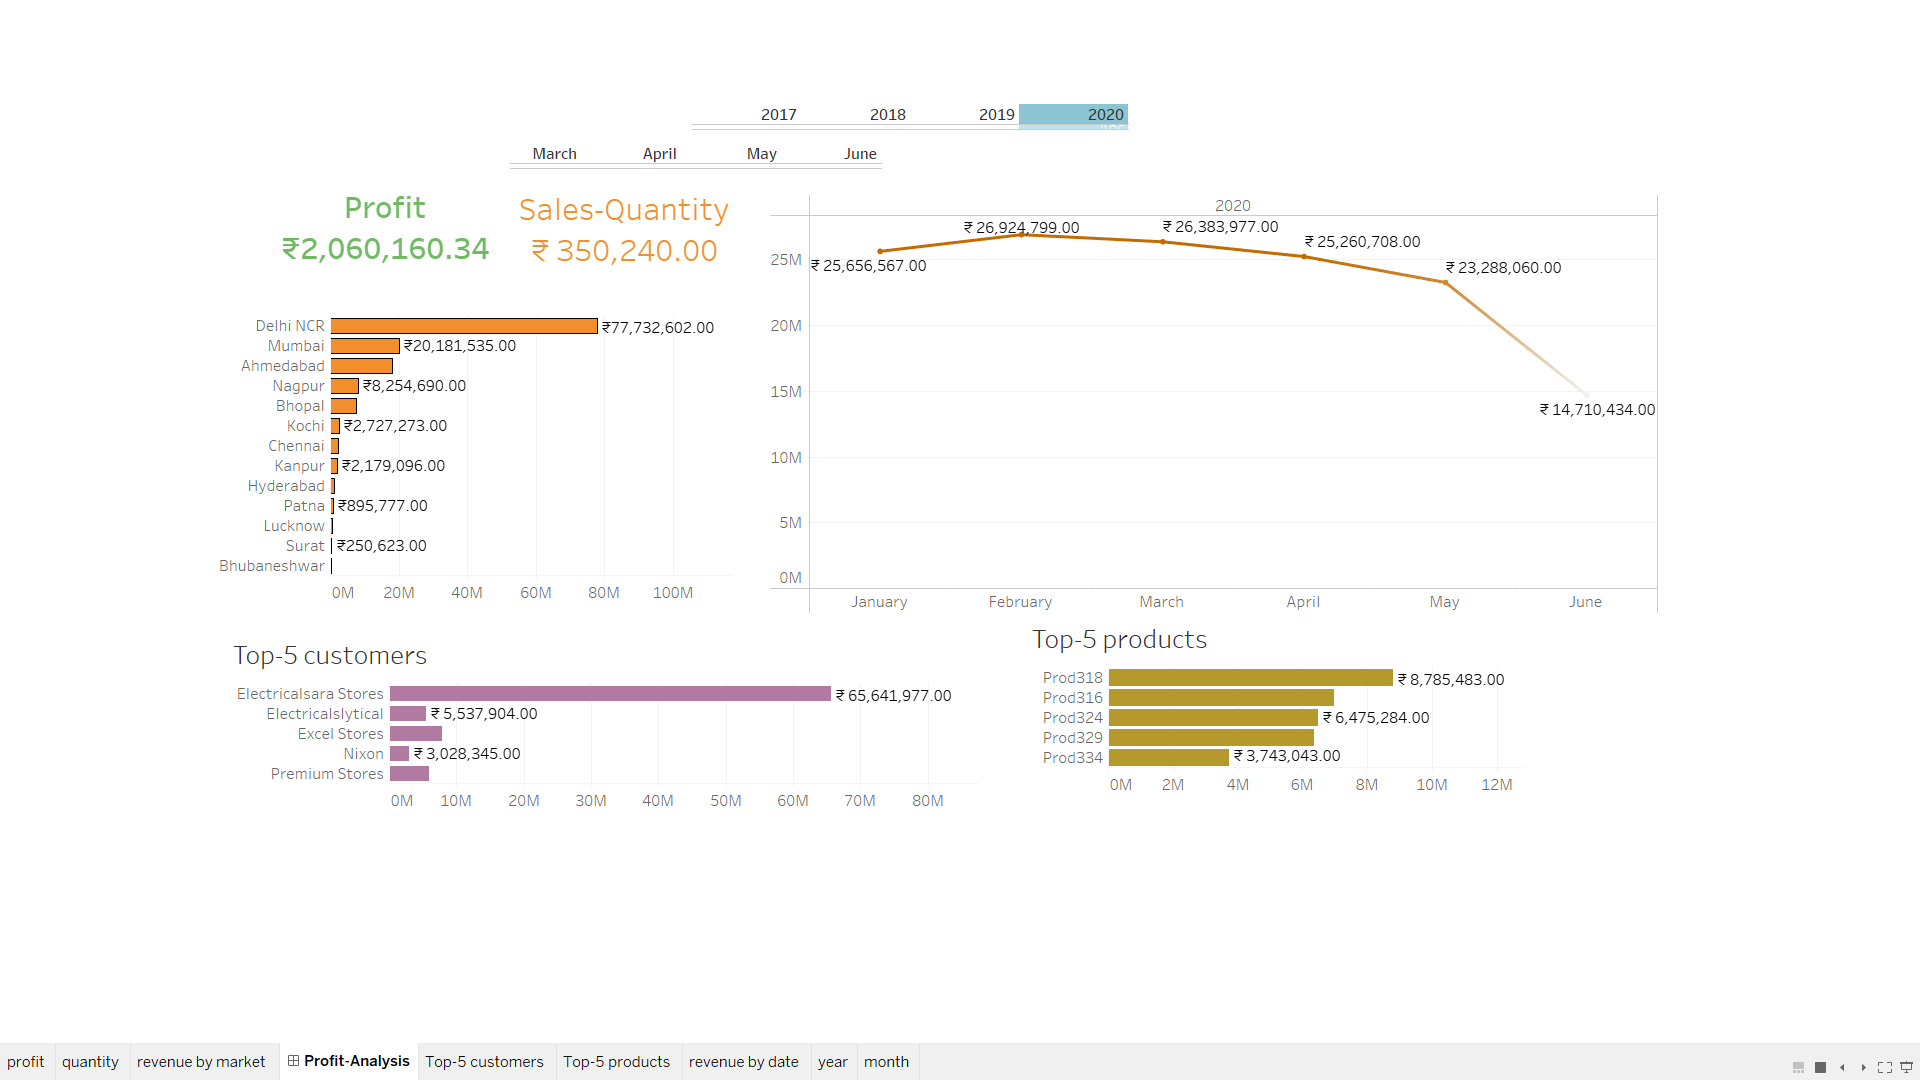 2017 2018 2019 2020
March April May June
Profit
₹2,060,160.34
Sales-Quantity
₹ 350,240.00
Delhi NCR ₹77,732,602.00
Mumbai ₹20,181,535.00
Ahmedabad
Nagpur ₹8,254,690.00
Bhopal
Kochi ₹2,727,273.00
Chennai
Kanpur ₹2,179,096.00
Hyderabad
Patna ₹895,777.00
Lucknow
Surat ₹250,623.00
Bhubaneshwar
0M 20M 40M 60M 80M 100M
2020
₹ 26,924,799.00
₹ 26,383,977.00
₹ 25,260,708.00
₹ 25,656,567.00
₹ 23,288,060.00
₹ 14,710,434.00
25M
20M
15M
10M
5M
0M
January February March April May June
Top-5 customers
Electricalsara Stores ₹ 65,641,977.00
Electricalslytical ₹ 5,537,904.00
Excel Stores
Nixon ₹ 3,028,345.00
Premium Stores
0M 10M 20M 30M 40M 50M 60M 70M 80M
Top-5 products
Prod318 ₹ 8,785,483.00
Prod316
Prod324 ₹ 6,475,284.00
Prod329
Prod334 ₹ 3,743,043.00
0M 2M 4M 6M 8M 10M 12M
profit quantity revenue by market Profit-Analysis Top-5 customers Top-5 products revenue by date year month